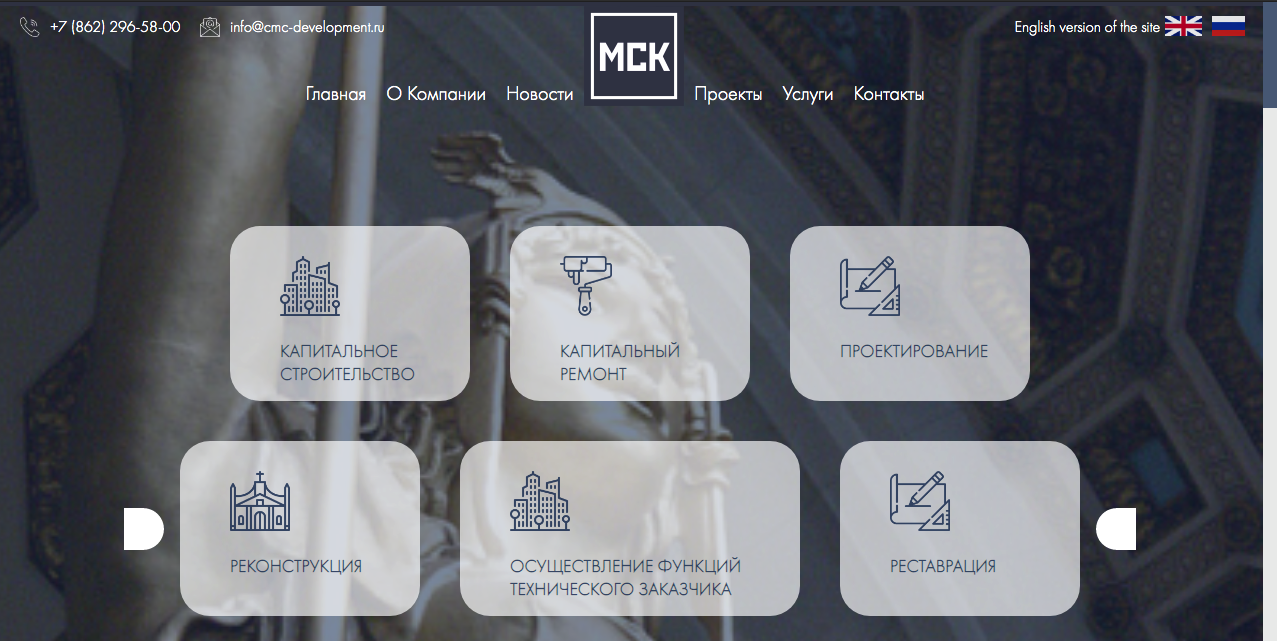 +7 (862) 296-58-00
info@cmc-development.ru
English version of the site
МСК
Главная
О Компании
Новости
Проекты
Услуги
Контакты
КАПИТАЛЬНОЕ
СТРОИТЕЛЬСТВО
КАПИТАЛЬНЫЙ
РЕМОНТ
ПРОЕКТИРОВАНИЕ
РЕКОНСТРУКЦИЯ
ОСУЩЕСТВЛЕНИЕ ФУНКЦИЙ
ТЕХНИЧЕСКОГО ЗАКАЗЧИКА
РЕСТАВРАЦИЯ